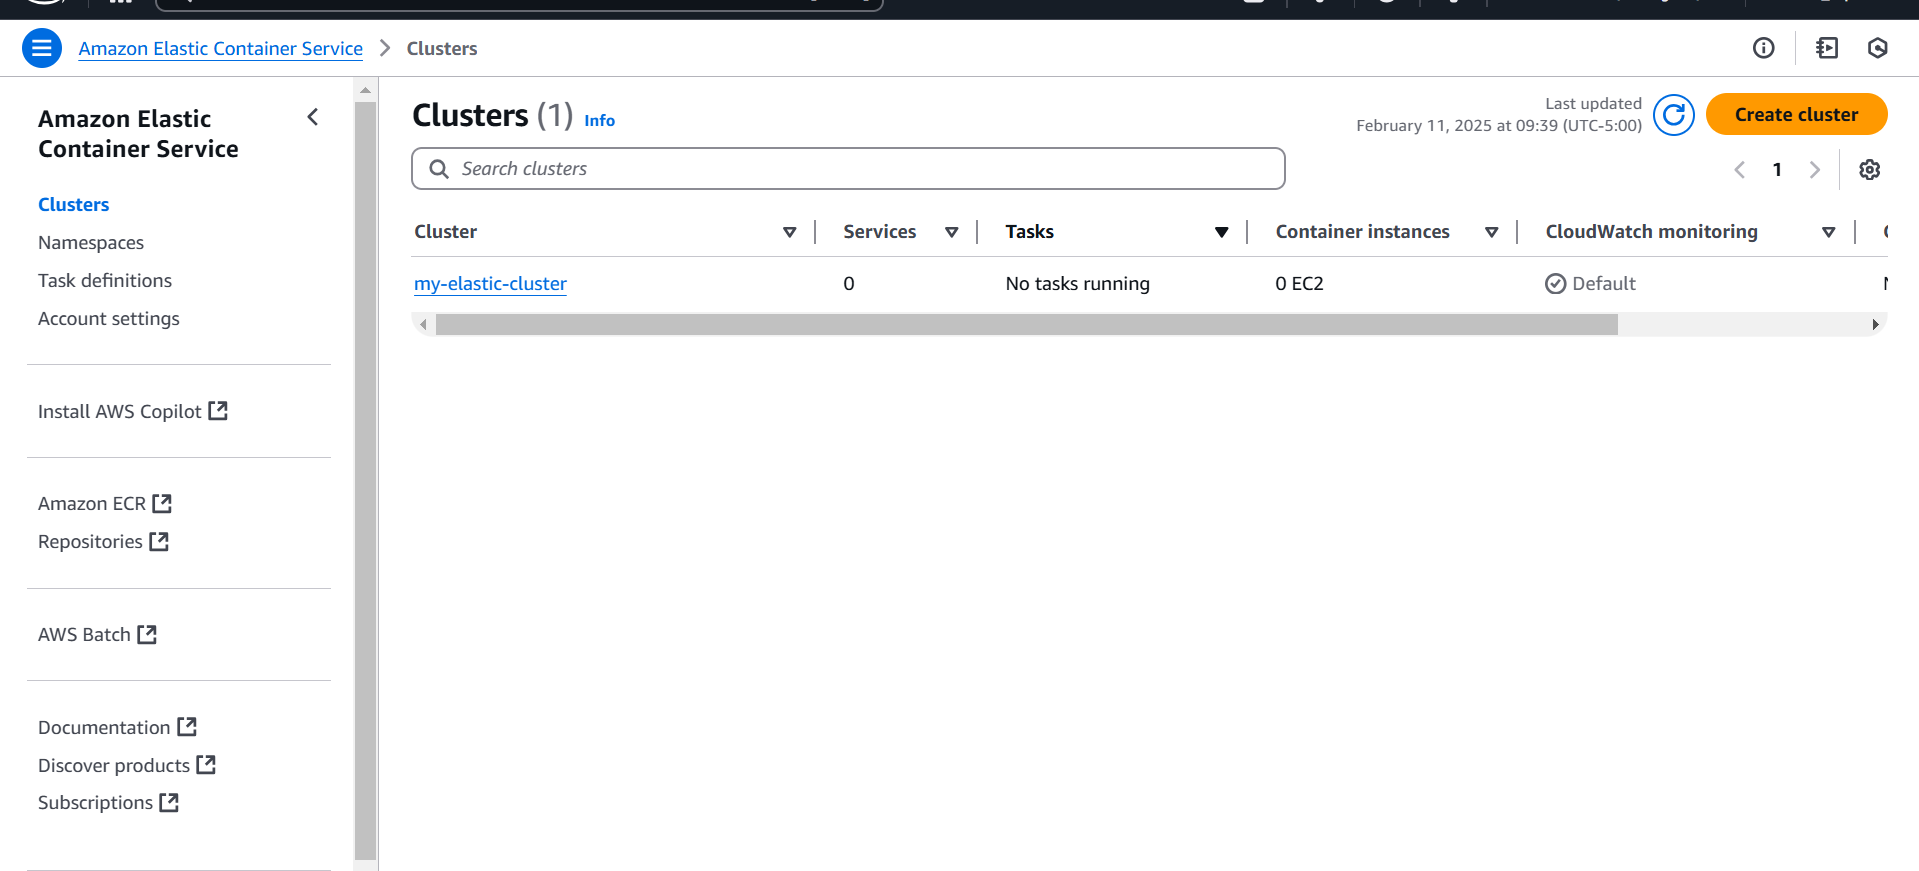 Amazon Elastic Container Service > Clusters
Amazon Elastic
Container Service
Clusters
Namespaces
Task definitions
Account settings
Install AWS Copilot
Amazon ECR
Repositories
AWS Batch
Documentation
Discover products
Subscriptions
Clusters (1) Info
Last updated
February 11, 2025 at 09:39 (UTC-5:00)
Create cluster
Search clusters
1
Cluster Services Tasks Container instances CloudWatch monitoring
my-elastic-cluster 0 No tasks running 0 EC2 Default